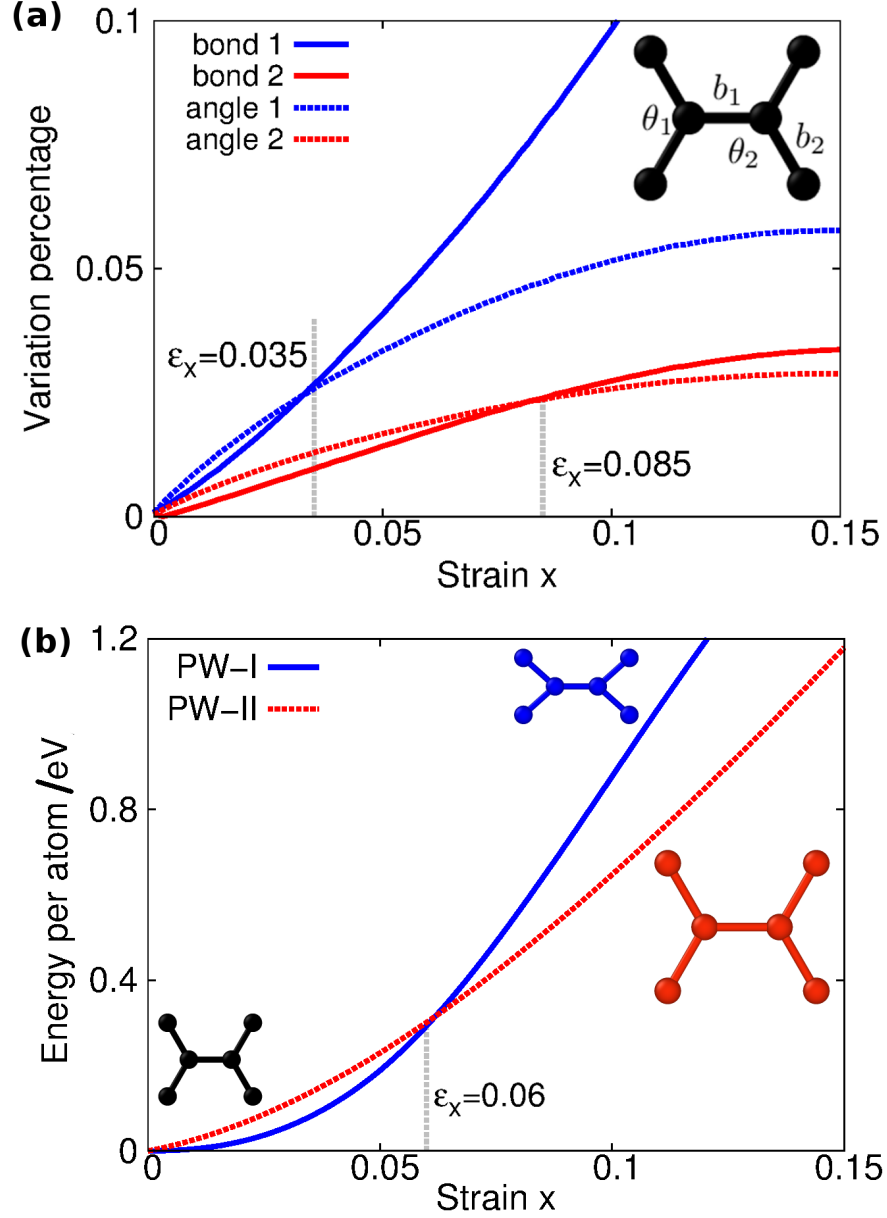 (a)
0.1
bond 1
bond 2
angle 1
angle 2
b1
θ1
θ2
b2
Variation percentage
0.05
εx=0.035
εx=0.085
0
0 0.05 0.1 0.15
Strain x
(b)
1.2
PW–I
PW–II
Energy per atom /eV
0.8
0.4
εx=0.06
0
0 0.05 0.1 0.15
Strain x